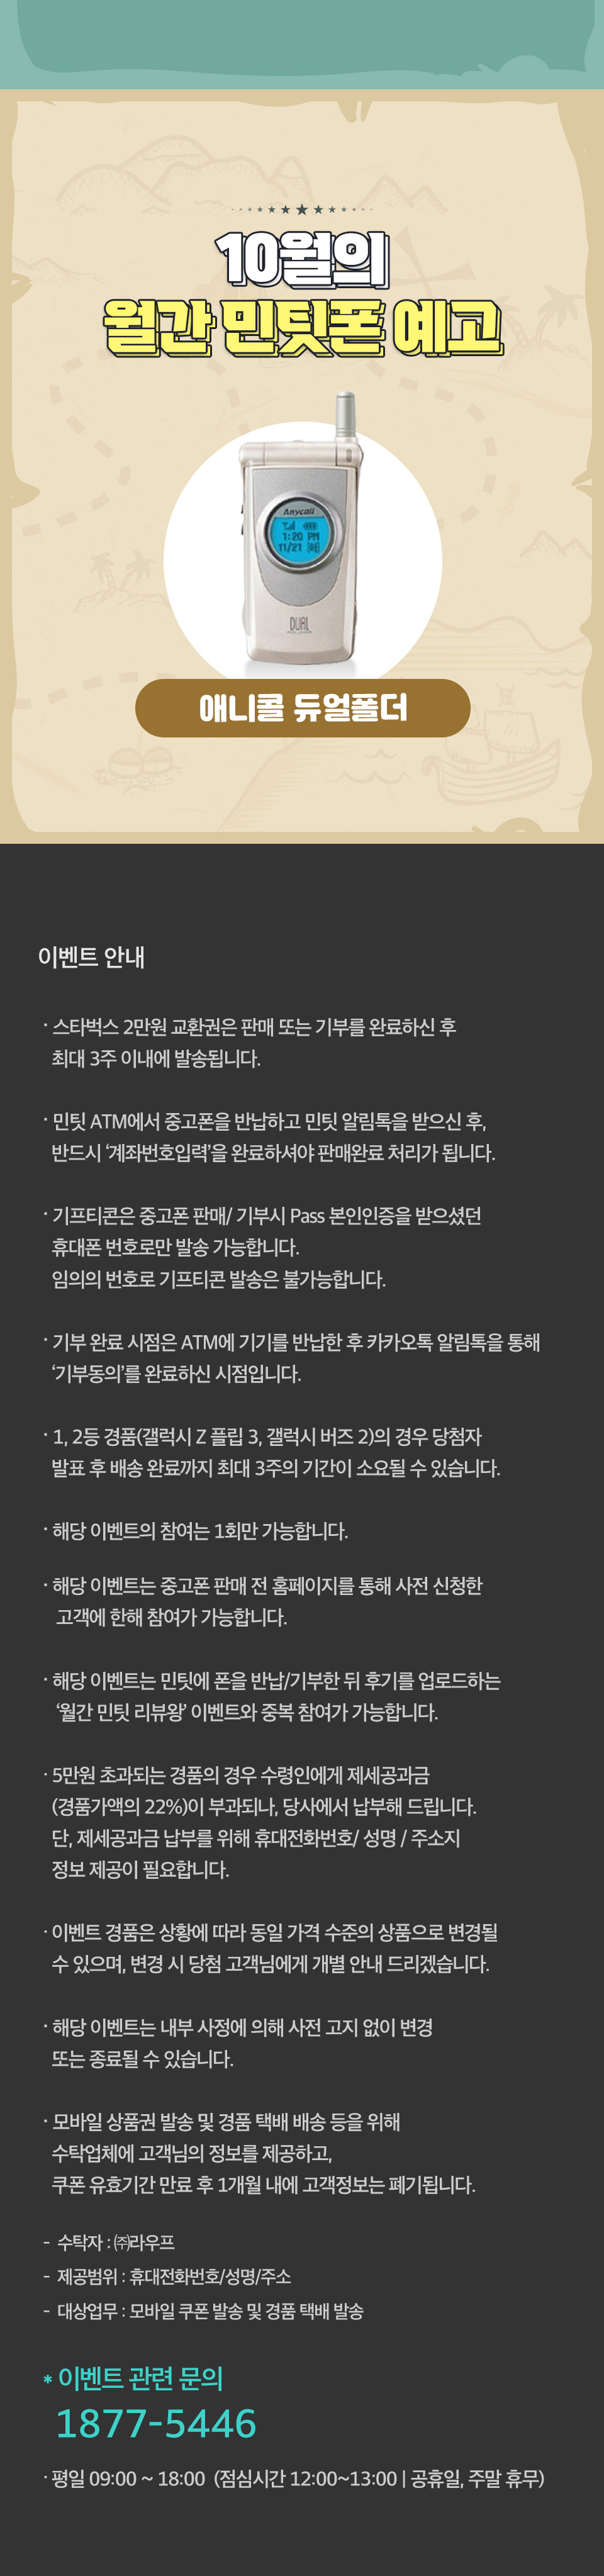 10월의
월간 민팃폰 예고
Anycall
1:20 PM
11/21
DUAL
애니콜 듀얼폴더
이벤트 안내
· 스타벅스 2만원 교환권은 판매 또는 기부를 완료하신 후
최대 3주 이내에 발송됩니다.
· 민팃 ATM에서 중고폰을 반납하고 민팃 알림톡을 받으신 후,
반드시 ‘계좌번호입력’을 완료하셔야 판매완료 처리가 됩니다.
· 기프티콘은 중고폰 판매/ 기부시 Pass 본인인증을 받으셨던
휴대폰 번호로만 발송 가능합니다.
임의의 번호로 기프티콘 발송은 불가능합니다.
· 기부 완료 시점은 ATM에 기기를 반납한 후 카카오톡 알림톡을 통해
‘기부동의’를 완료하신 시점입니다.
· 1, 2등 경품(갤럭시 Z 플립 3, 갤럭시 버즈 2)의 경우 당첨자
발표 후 배송 완료까지 최대 3주의 기간이 소요될 수 있습니다.
· 해당 이벤트의 참여는 1회만 가능합니다.
· 해당 이벤트는 중고폰 판매 전 홈페이지를 통해 사전 신청한
고객에 한해 참여가 가능합니다.
· 해당 이벤트는 민팃에 폰을 반납/기부한 뒤 후기를 업로드하는
‘월간 민팃 리뷰왕’ 이벤트와 중복 참여가 가능합니다.
· 5만원 초과되는 경품의 경우 수령인에게 제세공과금
(경품가액의 22%)이 부과되나, 당사에서 납부해 드립니다.
단, 제세공과금 납부를 위해 휴대전화번호/ 성명 / 주소지
정보 제공이 필요합니다.
· 이벤트 경품은 상황에 따라 동일 가격 수준의 상품으로 변경될
수 있으며, 변경 시 당첨 고객님에게 개별 안내 드리겠습니다.
· 해당 이벤트는 내부 사정에 의해 사전 고지 없이 변경
또는 종료될 수 있습니다.
· 모바일 상품권 발송 및 경품 택배 배송 등을 위해
수탁업체에 고객님의 정보를 제공하고,
쿠폰 유효기간 만료 후 1개월 내에 고객정보는 폐기됩니다.
- 수탁자 : ㈜라우프
- 제공범위 : 휴대전화번호/성명/주소
- 대상업무 : 모바일 쿠폰 발송 및 경품 택배 발송
* 이벤트 관련 문의
1877-5446
· 평일 09:00 ~ 18:00 (점심시간 12:00~13:00 | 공휴일, 주말 휴무)